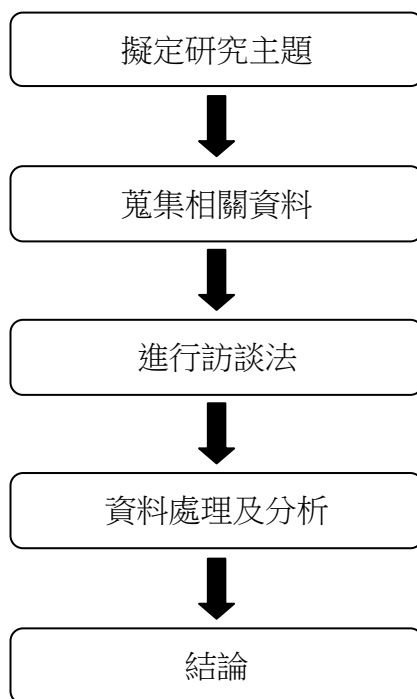 擬定研究主題
蒐集相關資料
進行訪談法
資料處理及分析
結論